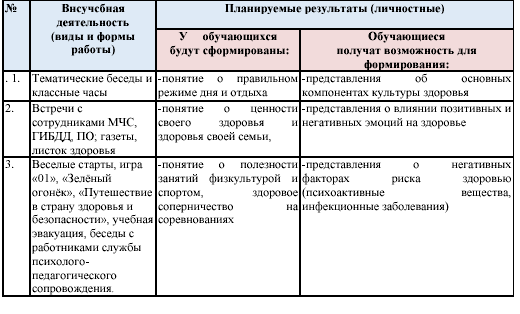 №
Внсучсбная
деятельность
(виды и формы
работы)
Планируемые результаты (личностные)
У обучающихся
будут сформированы:
Обучающиеся
получат возможность для
формирования:
. 1.
Тематические беседы и
классные часы
-понятие о правильном
режиме дня и отдыха
-представления об основных
компонентах культуры здоровья
2.
Встречи с
сотрудниками МЧС,
ГИБДД, ПО; газеты,
листок здоровья
-понятие о ценности
своего здоровья и
здоровья своей семьи,
-представления о влиянии позитивных и
негативных эмоций на здоровье
3.
Веселые старты, игра
«01», «Зелёный
огонёк», «Путешествие
в страну здоровья и
безопасности», учебная
эвакуация, беседы с
работниками службы
психолого-
педагогического
сопровождения.
-понятие о полезности
занятий физкультурой и
спортом, здоровое
соперничество на
соревнованиях
-представления о негативных
факторах риска здоровью
(психоактивные вещества,
инфекционные заболевания)